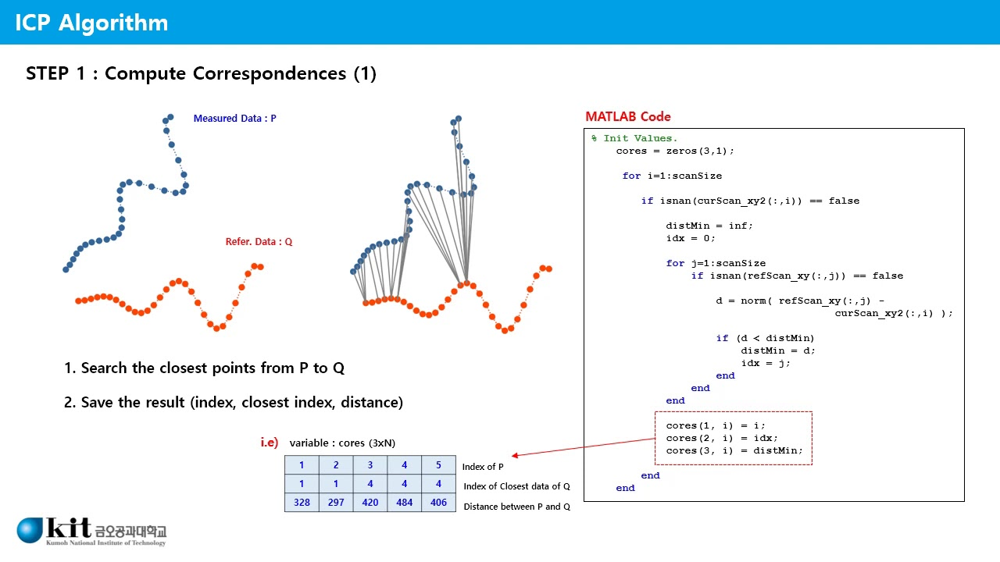 ICP Algorithm
STEP 1 : Compute Correspondences (1)
Measured Data : P
Refer. Data : Q
1. Search the closest points from P to Q
2. Save the result (index, closest index, distance)
i.e) variable : cores (3xN)
1 2 3 4 5 Index of P
1 1 4 4 4 Index of Closest data of Q
328 297 420 484 406 Distance between P and Q
MATLAB Code
% Init Values.
cores = zeros(3,1);
for i=1:scanSize
if isnan(curScan_xy2(:,i)) == false
distMin = inf;
idx = 0;
for j=1:scanSize
if isnan(refScan_xy(:,j)) == false
d = norm( refScan_xy(:,j) -
curScan_xy2(:,i) );
if (d < distMin)
distMin = d;
idx = j;
end
end
end
cores(1, i) = i;
cores(2, i) = idx;
cores(3, i) = distMin;
end
end
kit 금오공과대학교
Kumoh National Institute of Technology